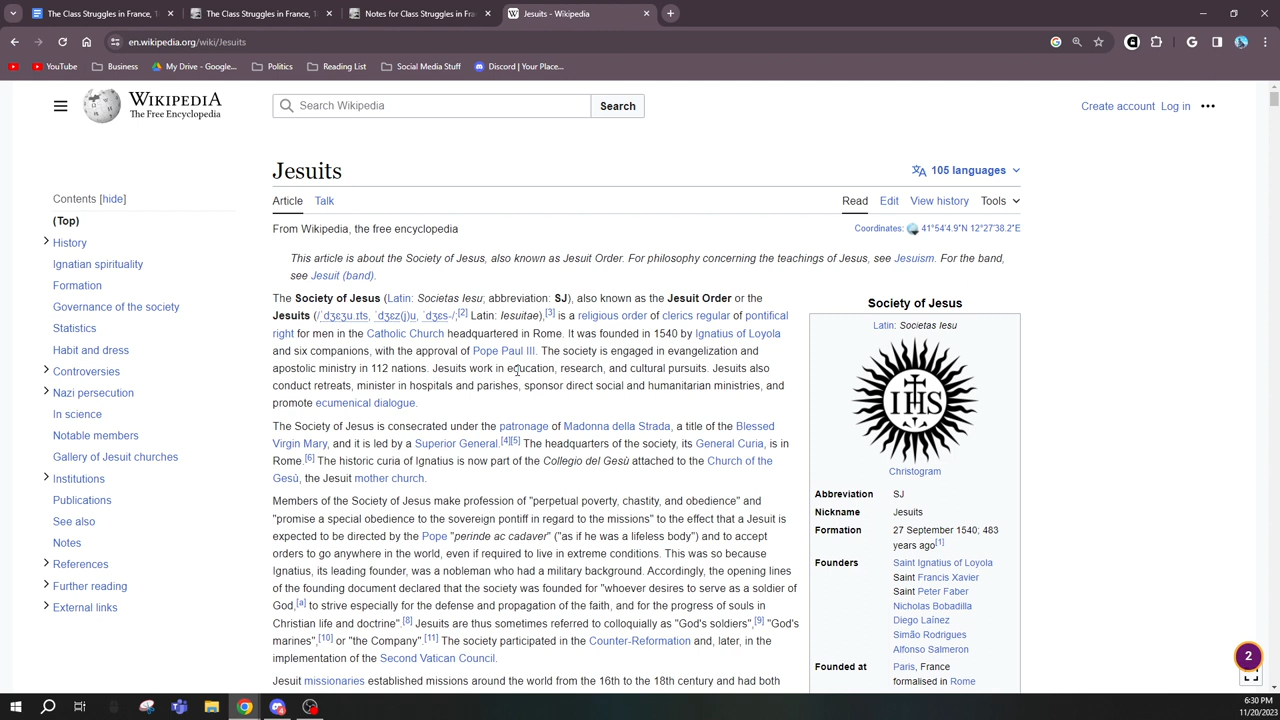 The Class Struggles in France, 1
The Class Struggles in France, 1
Notes for Class Struggles in Fra
Jesuits - Wikipedia
en.wikipedia.org/wiki/Jesuits
YouTube
Business
My Drive - Google...
Politics
Reading List
Social Media Stuff
Discord | Your Place...
WIKIPEDIA
The Free Encyclopedia
Search Wikipedia
Search
Create account Log in
Jesuits
105 languages
Article Talk
Read Edit View history Tools
From Wikipedia, the free encyclopedia
Coordinates: 41°54′4.9″N 12°27′38.2″E
Contents [hide]
(Top)
History
Ignatian spirituality
Formation
Governance of the society
Statistics
Habit and dress
Controversies
Nazi persecution
In science
Notable members
Gallery of Jesuit churches
Institutions
Publications
See also
Notes
References
Further reading
External links
This article is about the Society of Jesus, also known as Jesuit Order. For philosophy concerning the teachings of Jesus, see Jesuism. For the band,
see Jesuit (band).
The Society of Jesus (Latin: Societas Iesu; abbreviation: SJ), also known as the Jesuit Order or the
Jesuits (/ˈdʒɛʒu.ɪts, ˈdʒɛz(j)u, ˈdʒɛs-/;[2] Latin: Iesuitae),[3] is a religious order of clerics regular of pontifical
right for men in the Catholic Church headquartered in Rome. It was founded in 1540 by Ignatius of Loyola
and six companions, with the approval of Pope Paul III. The society is engaged in evangelization and
apostolic ministry in 112 nations. Jesuits work in education, research, and cultural pursuits. Jesuits also
conduct retreats, minister in hospitals and parishes, sponsor direct social and humanitarian ministries, and
promote ecumenical dialogue.
The Society of Jesus is consecrated under the patronage of Madonna della Strada, a title of the Blessed
Virgin Mary, and it is led by a Superior General.[4][5] The headquarters of the society, its General Curia, is in
Rome.[6] The historic curia of Ignatius is now part of the Collegio del Gesù attached to the Church of the
Gesù, the Jesuit mother church.
Members of the Society of Jesus make profession of "perpetual poverty, chastity, and obedience" and
"promise a special obedience to the sovereign pontiff in regard to the missions" to the effect that a Jesuit is
expected to be directed by the Pope "perinde ac cadaver" ("as if he was a lifeless body") and to accept
orders to go anywhere in the world, even if required to live in extreme conditions. This was so because
Ignatius, its leading founder, was a nobleman who had a military background. Accordingly, the opening lines
of the founding document declared that the society was founded for "whoever desires to serve as a soldier of
God,[a] to strive especially for the defense and propagation of the faith, and for the progress of souls in
Christian life and doctrine".[8] Jesuits are thus sometimes referred to colloquially as "God's soldiers",[9] "God's
marines",[10] or "the Company".[11] The society participated in the Counter-Reformation and, later, in the
implementation of the Second Vatican Council.
Jesuit missionaries established missions around the world from the 16th to the 18th century and had both
Society of Jesus
Latin: Societas Iesu
IHS
Christogram
Abbreviation SJ
Nickname Jesuits
Formation 27 September 1540; 483
years ago[1]
Founders Saint Ignatius of Loyola
Saint Francis Xavier
Saint Peter Faber
Nicholas Bobadilla
Diego Laínez
Simão Rodrigues
Alfonso Salmeron
Founded at Paris, France
formalised in Rome
2
6:30 PM
11/20/2023